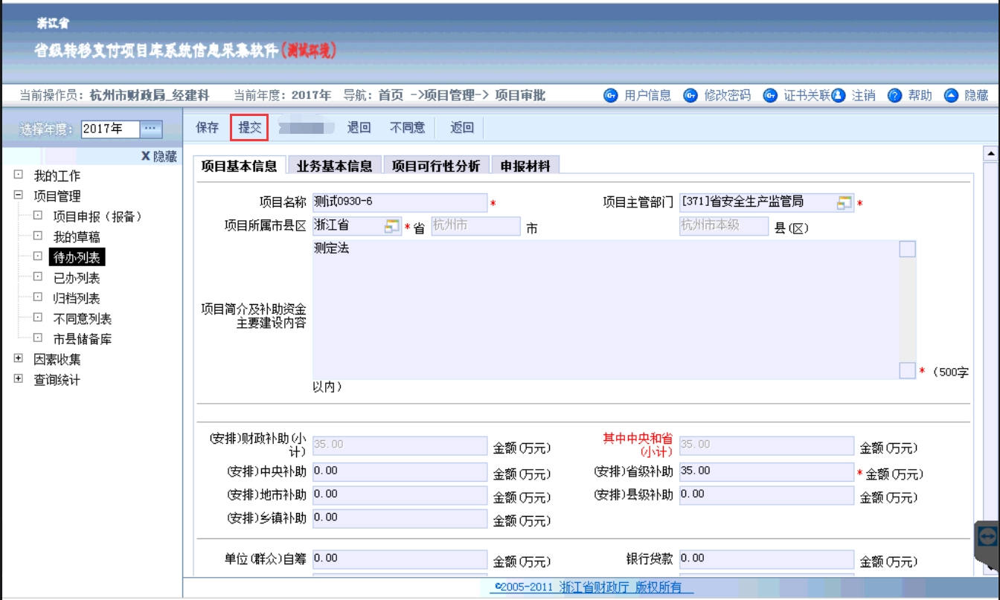 浙江省
省级转移支付项目库系统信息采集软件(测试环境)
当前操作员：杭州市财政局_经建科 当前年度：2017年 导航：首页 ->项目管理-> 项目审批 用户信息 修改密码 证书关联 注销 帮助 隐藏
选择年度： 2017年 ... 保存 提交 退回 不同意 返回
X 隐藏
项目基本信息 业务基本信息 项目可行性分析 申报材料
我的工作
项目管理
项目申报（报备）
我的草稿
待办列表
已办列表
归档列表
不同意列表
市县储备库
因素收集
查询统计
项目名称 测试0930-6 * 项目主管部门 [371]省安全生产监管局 *
项目所属市县区 浙江省 * 省 杭州市 市 杭州市本级 县(区)
项目简介及补助资金
主要建设内容
测定法
* (500字
以内)
(安排)财政补助(小
计) 35.00 金额(万元) 其中中央和省
(小计) 35.00 金额(万元)
(安排)中央补助 0.00 金额(万元) (安排)省级补助 35.00 * 金额(万元)
(安排)地市补助 0.00 金额(万元) (安排)县级补助 0.00 金额(万元)
(安排)乡镇补助 0.00 金额(万元)
单位(群众)自筹 0.00 金额(万元) 银行贷款 0.00 金额(万元)
©2005-2011 浙江省财政厅 版权所有